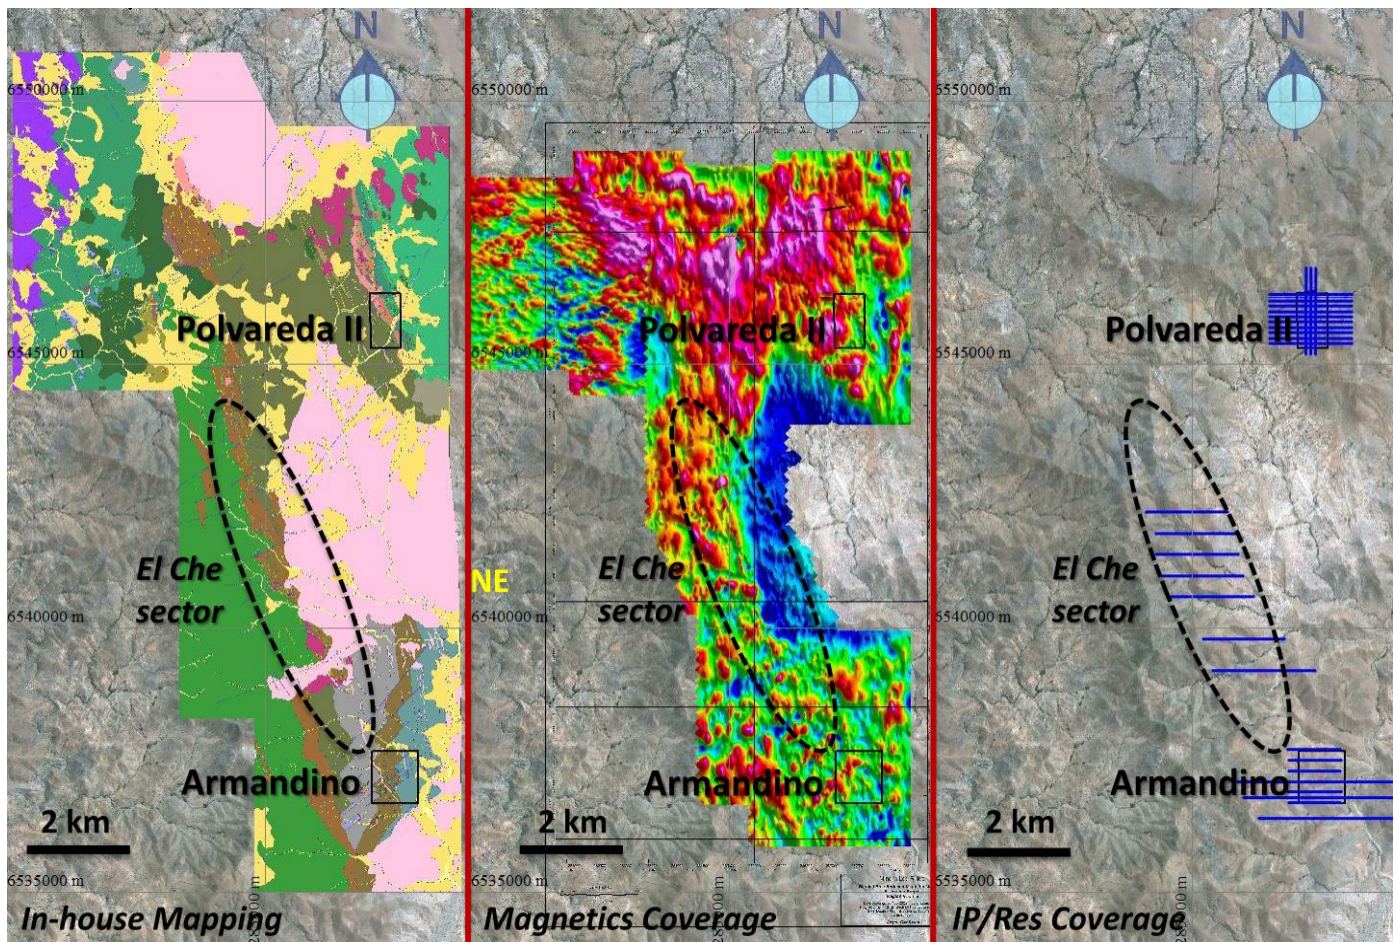 N
6550000 m
Polvareda II
6545000 m
El Che
sector
6540000 m
Armandino
2 km
6535000 m
In-house Mapping
N
6550000 m
Polvareda II
6545000 m
NE
El Che
sector
6540000 m
Armandino
2 km
6535000 m
Magnetics Coverage
N
6550000 m
Polvareda II
6545000 m
El Che
sector
6540000 m
Armandino
2 km
6535000 m
IP/Res Coverage